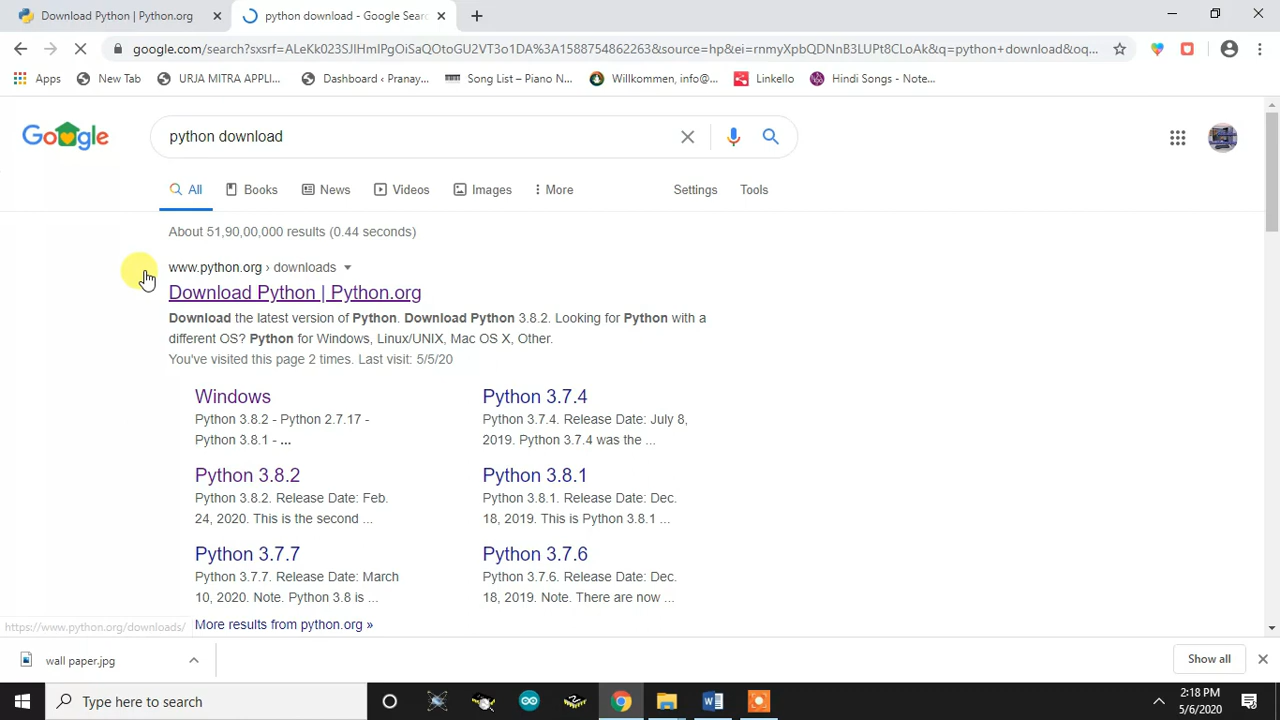 Download Python | Python.org
python download - Google Sear
google.com/search?sxsrf=ALeKk023SJIHmIPgOiSaQOtoGU2VT3o1DA%3A1588754862263&source=hp&ei=rnmyXpbQDNnB3LUPt8CLoAk&q=python+download&oq...
Apps
New Tab
URJA MITRA APPLI...
Dashboard ‹ Pranay...
Song List – Piano N...
Willkommen, info@...
Linkello
Hindi Songs - Note...
Google
python download
All
Books
News
Videos
Images
More
Settings
Tools
About 51,90,00,000 results (0.44 seconds)
www.python.org › downloads
Download Python | Python.org
Download the latest version of Python. Download Python 3.8.2. Looking for Python with a
different OS? Python for Windows, Linux/UNIX, Mac OS X, Other.
You've visited this page 2 times. Last visit: 5/5/20
Windows
Python 3.8.2 - Python 2.7.17 -
Python 3.8.1 - ...
Python 3.7.4
Python 3.7.4. Release Date: July 8,
2019. Python 3.7.4 was the ...
Python 3.8.2
Python 3.8.2. Release Date: Feb.
24, 2020. This is the second ...
Python 3.8.1
Python 3.8.1. Release Date: Dec.
18, 2019. This is Python 3.8.1 ...
Python 3.7.7
Python 3.7.7. Release Date: March
10, 2020. Note. Python 3.8 is ...
Python 3.7.6
Python 3.7.6. Release Date: Dec.
18, 2019. Note. There are now ...
https://www.python.org/downloads/
More results from python.org »
wall paper.jpg
Show all
Type here to search
2:18 PM
5/6/2020